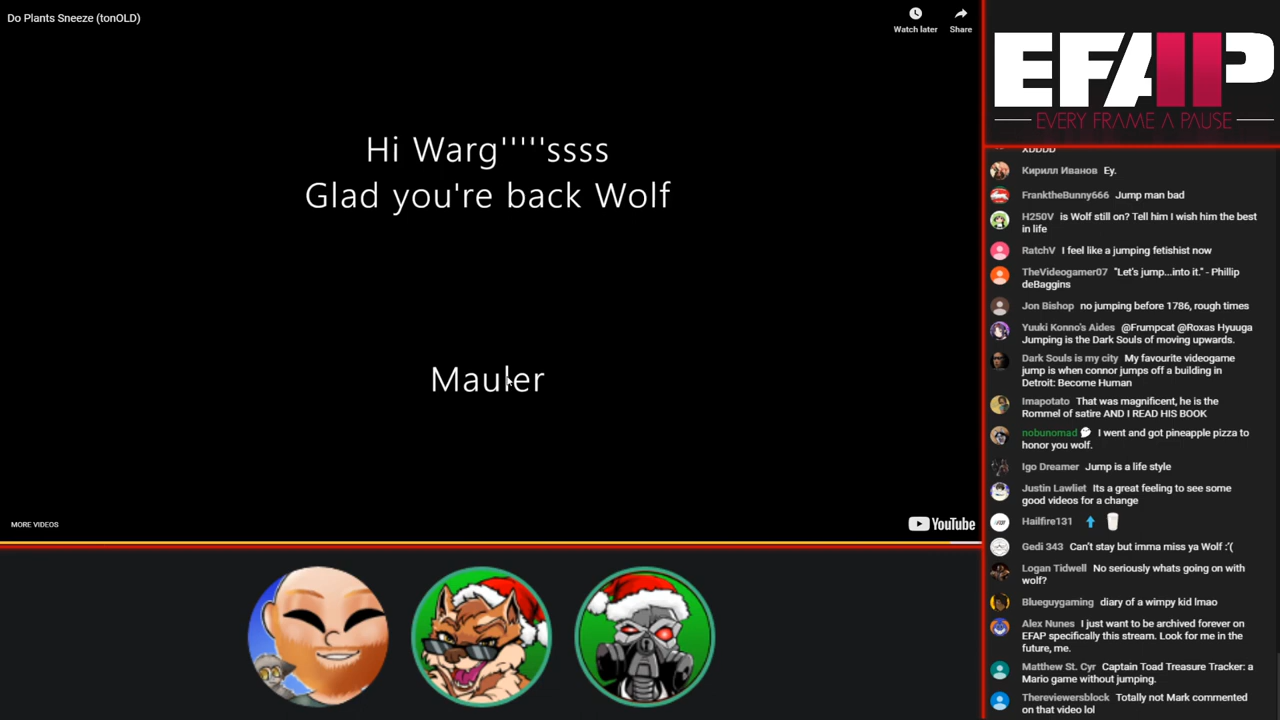 Do Plants Sneeze (tonOLD)
Watch later
Share
Hi Warg'''''ssss
Glad you're back Wolf
Mauler
MORE VIDEOS
YouTube
EFAP
EVERY FRAME A PAUSE
XDDDD
Кирилл Иванов Ey.
FranktheBunny666 Jump man bad
H250V is Wolf still on? Tell him I wish him the best
in life
RatchV I feel like a jumping fetishist now
TheVideogamer07 "Let's jump...into it." - Phillip
deBaggins
Jon Bishop no jumping before 1786, rough times
Yuuki Konno's Aides @Frumpcat @Roxas Hyuuga
Jumping is the Dark Souls of moving upwards.
Dark Souls is my city My favourite videogame
jump is when connor jumps off a building in
Detroit: Become Human
Imapotato That was magnificent, he is the
Rommel of satire AND I READ HIS BOOK
nobunomad I went and got pineapple pizza to
honor you wolf.
Igo Dreamer Jump is a life style
Justin Lawliet Its a great feeling to see some
good videos for a change
Hailfire131
Gedi 343 Can't stay but imma miss ya Wolf :'(
Logan Tidwell No seriously whats going on with
wolf?
Blueguygaming diary of a wimpy kid lmao
Alex Nunes I just want to be archived forever on
EFAP specifically this stream. Look for me in the
future, me.
Matthew St. Cyr Captain Toad Treasure Tracker: a
Mario game without jumping.
Thereviewersblock Totally not Mark commented
on that video lol